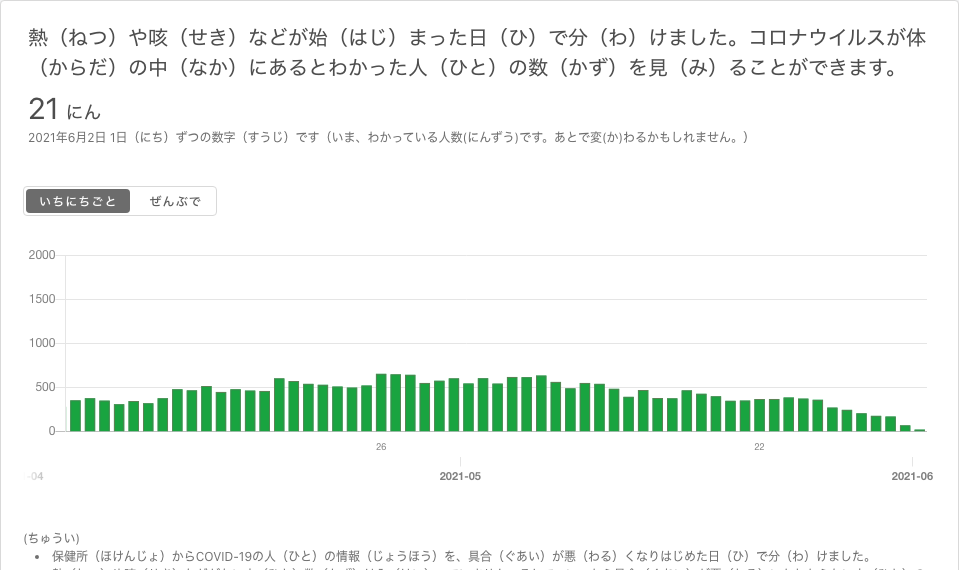 熱（ねつ）や咳（せき）などが始（はじ）まった日（ひ）で分（わ）けました。コロナウイルスが体
（からだ）の中（なか）にあるとわかった人（ひと）の数（かず）を見（み）ることができます。
21 にん
2021年6月2日 1日（にち）ずつの数字（すうじ）です（いま、わかっている人数(にんずう)です。あとで変(か)わるかもしれません。）
いちにちごと ぜんぶで
2000
1500
1000
500
0
26 22
-04 2021-05 2021-06
(ちゅうい)
• 保健所（ほけんじょ）からCOVID-19の人（ひと）の情報（じょうほう）を、具合（ぐあい）が悪（わる）くなりはじめた日（ひ）で分（わ）けました。